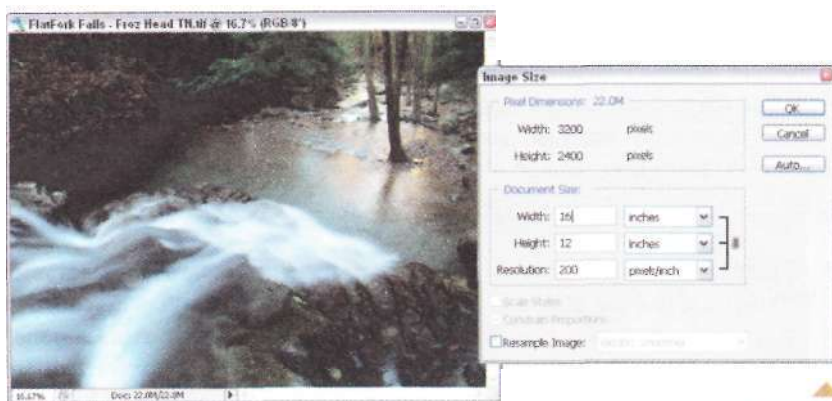 FlatFork Falls - Froz Head TN.tif @ 16.7% (RGB/8*)
Image Size
Pixel Dimensions: 22.0M
Width: 3200 pixels
Height: 2400 pixels
Document Size:
Width: 16 inches
Height: 12 inches
Resolution: 200 pixels/inch
Scale Styles
Constrain Proportions
Resample Image:
OK
Cancel
Auto...
16.67% Doc: 22.0M/22.0M